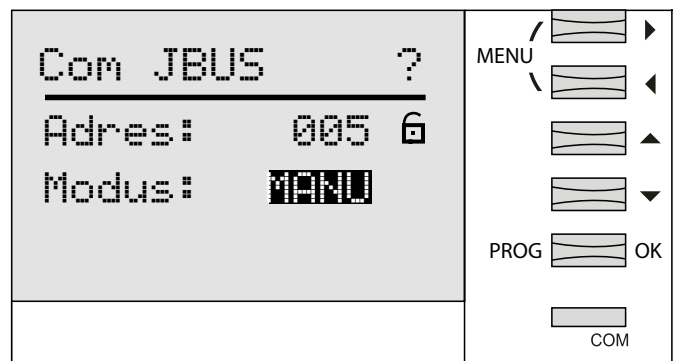 Com JBUS ?
Adres: 005
Modus: MANU
MENU
PROG OK
COM